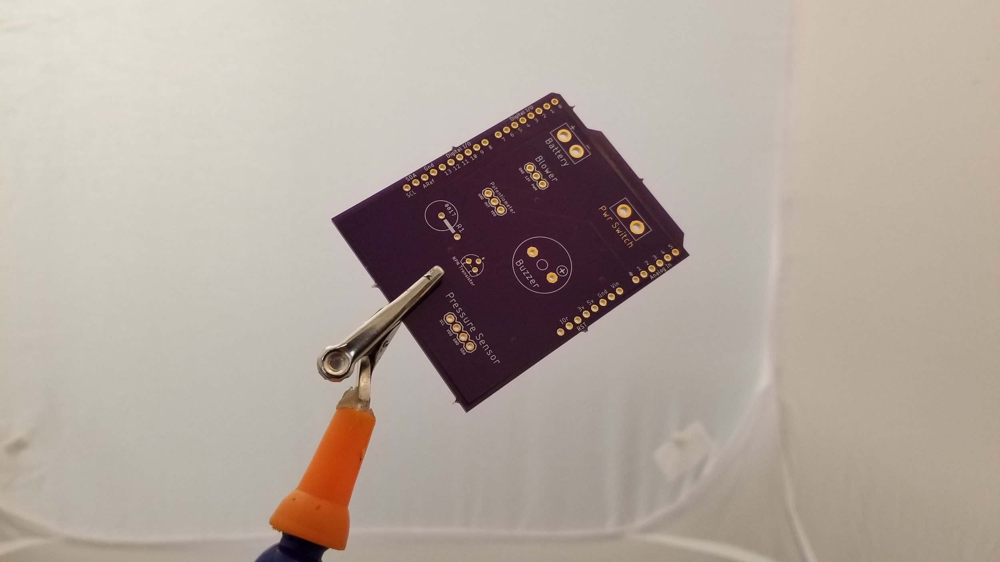 Digital I/O
0
1
2
3
4
5
6
7
Digital I/O
8
9
10
11
12
13
Gnd
ARef
SDA
SCL
+
-
Battery
Blower
GND 12V PWM
Potentiometer
GND OUT VDD
0817
R1
Pwr Switch
NPN Transistor
B
C
E
Buzzer
+
Pressure Sensor
SCL VDD GND SDA
5
4
3
2
1
0
Analog In
Vin
Gnd
5v
3v
RST
IOr